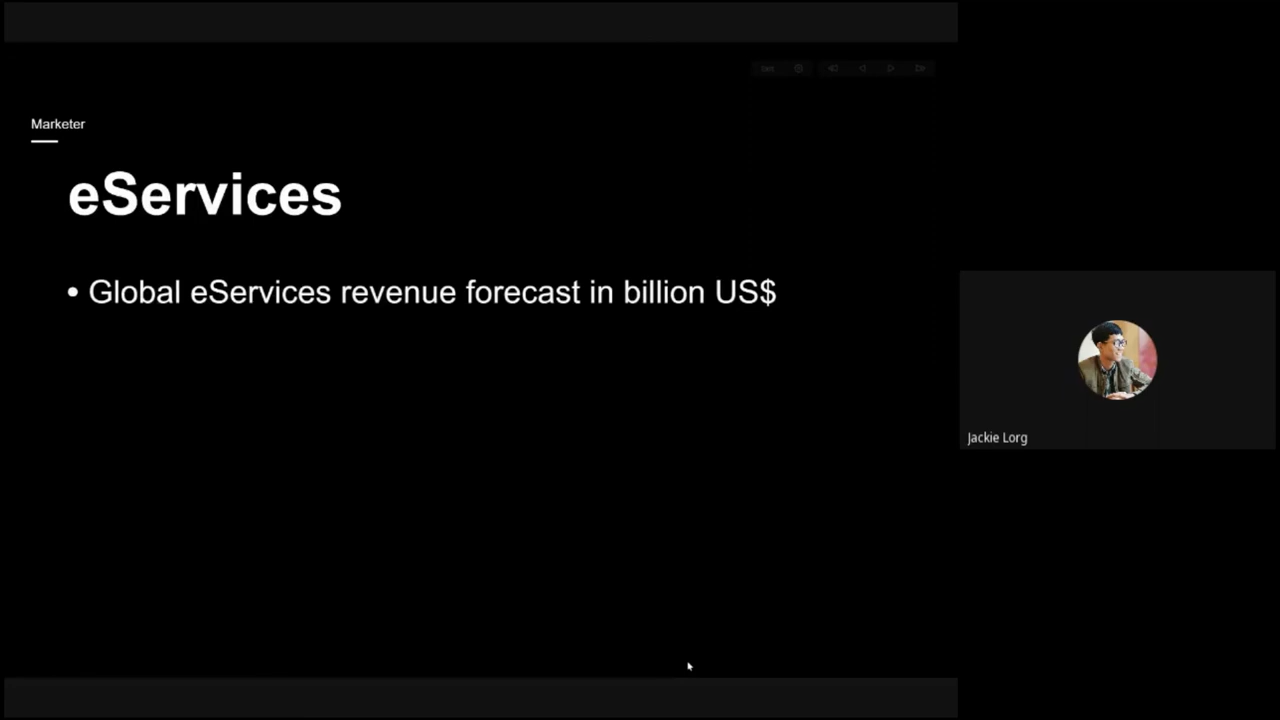 Marketer
eServices
• Global eServices revenue forecast in billion US$
Jackie Lorg